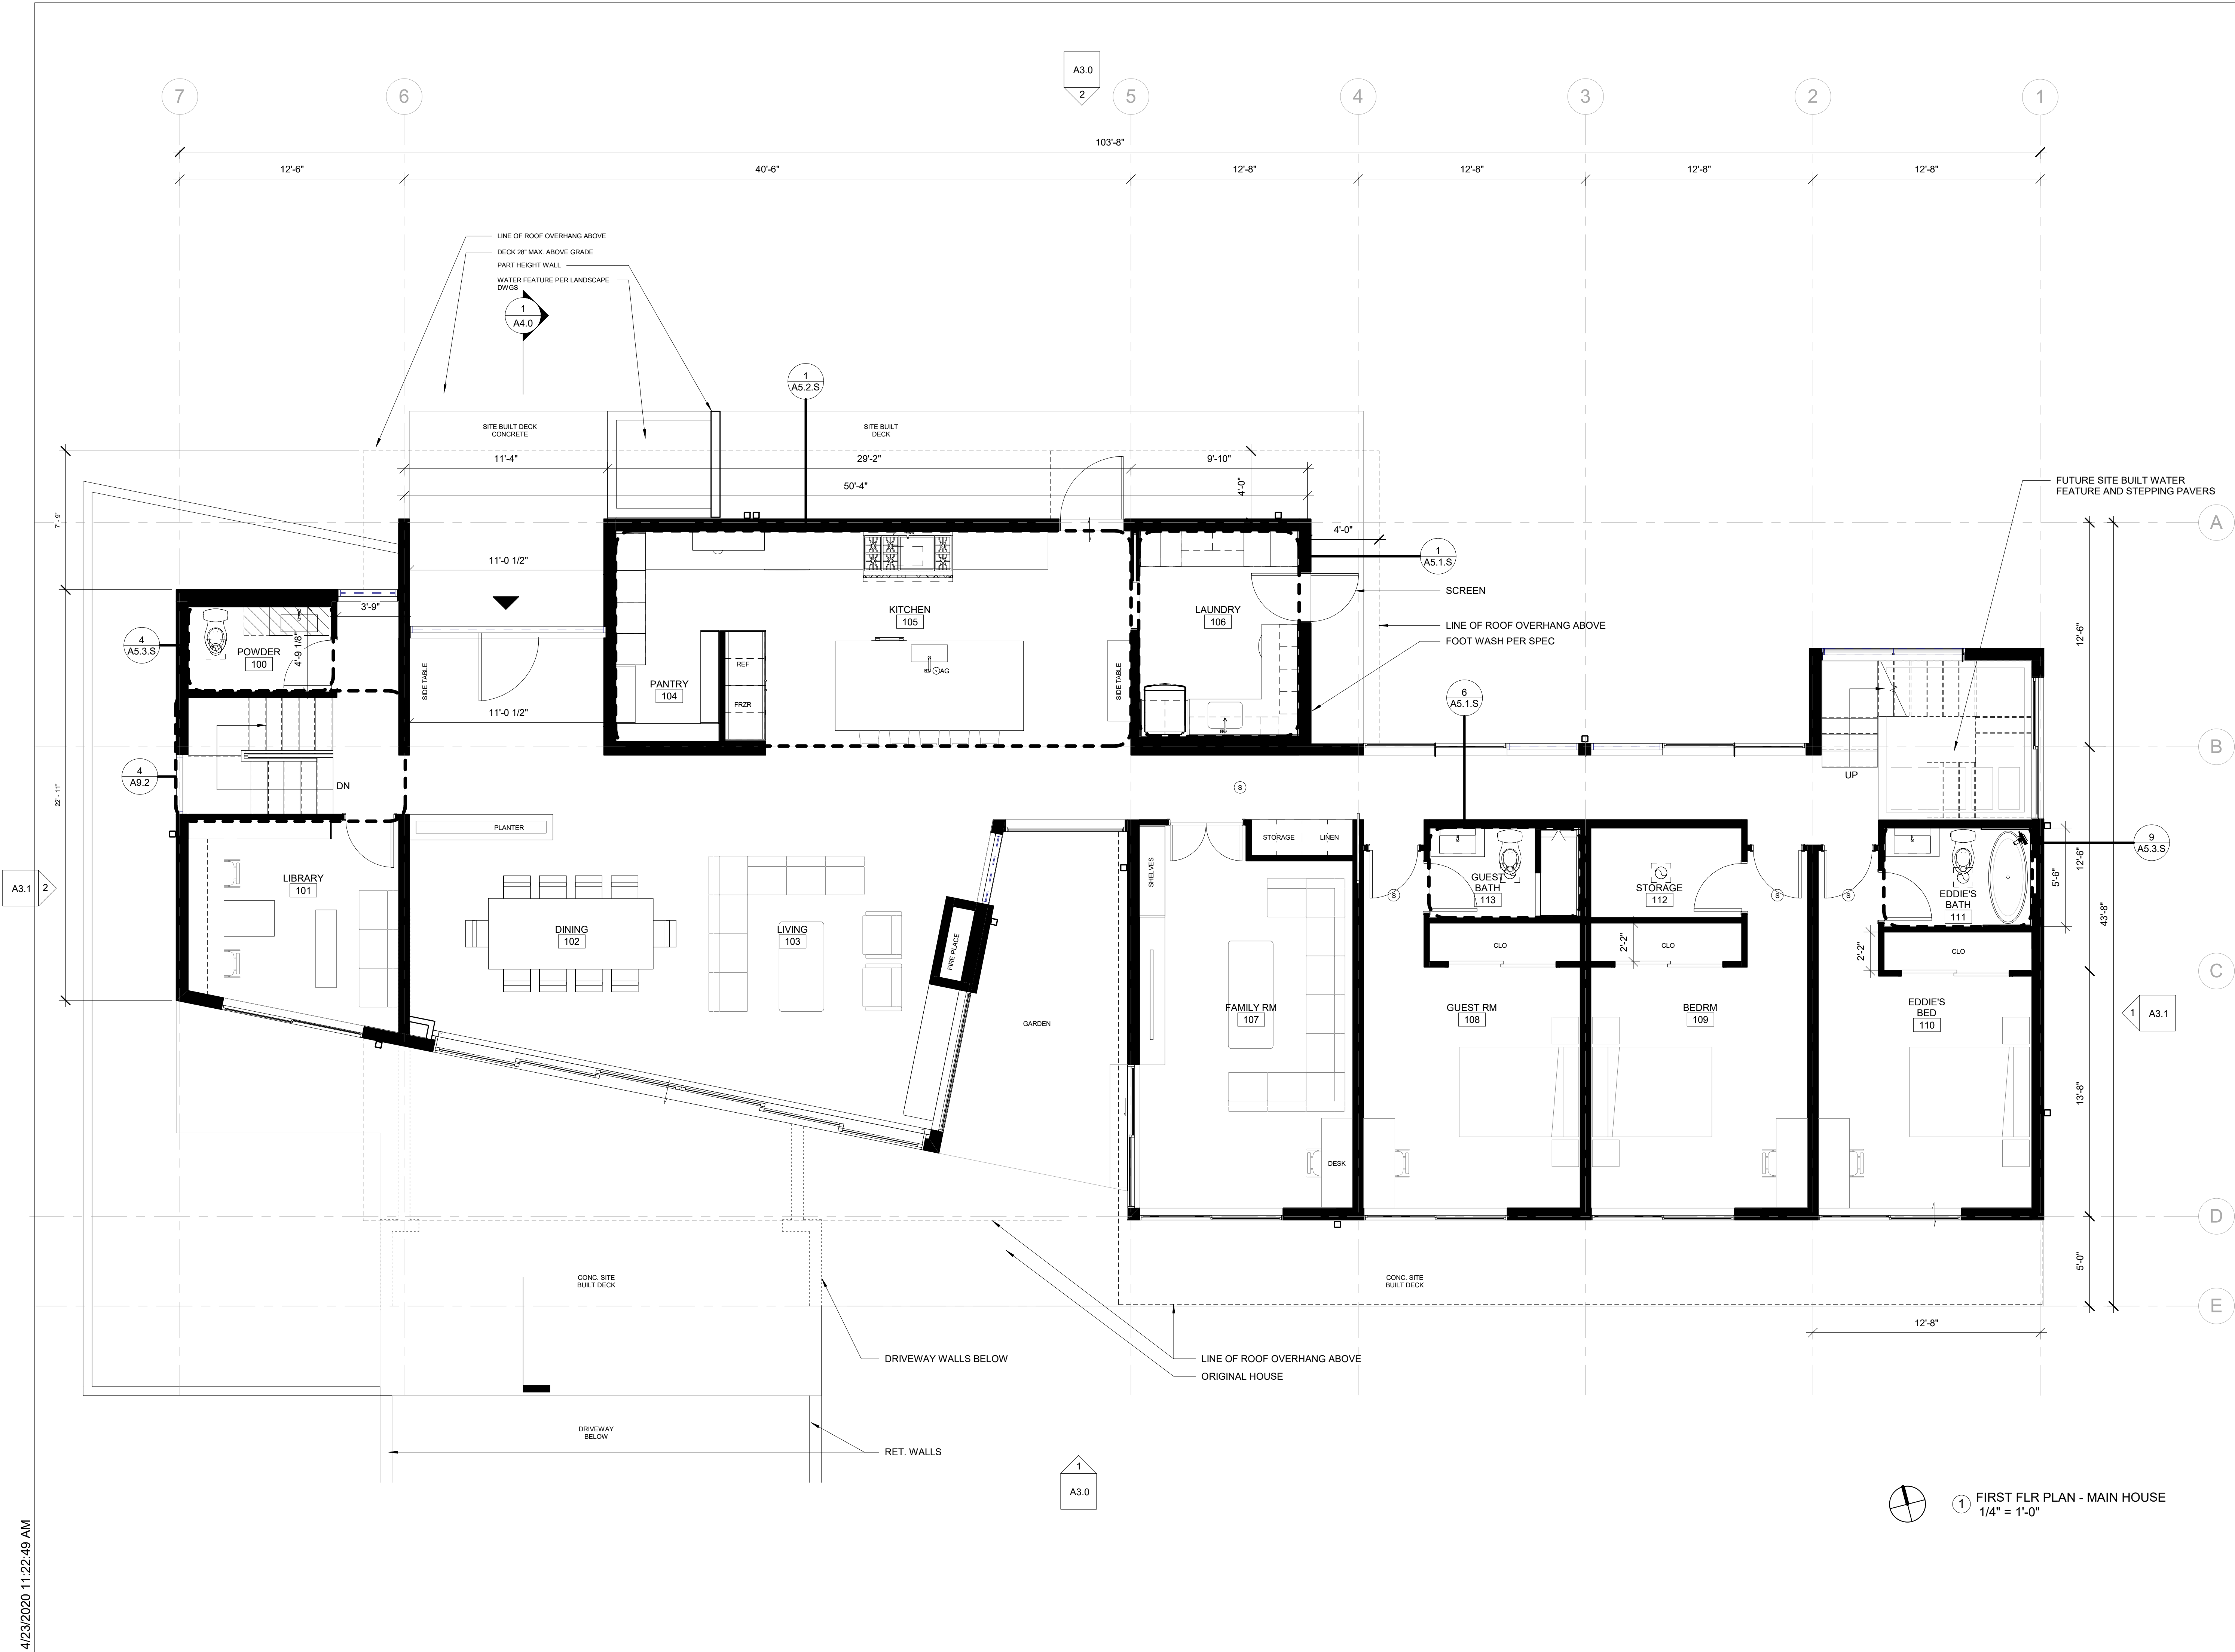 A3.0
2
7
6
5
4
3
2
1
103'-8"
12'-6"
40'-6"
12'-8"
12'-8"
12'-8"
12'-8"
LINE OF ROOF OVERHANG ABOVE
DECK 28" MAX. ABOVE GRADE
PART HEIGHT WALL
WATER FEATURE PER LANDSCAPE
DWGS
1
A4.0
1
A5.2.S
SITE BUILT DECK
CONCRETE
SITE BUILT
DECK
11'-4"
29'-2"
9'-10"
50'-4"
4'-0"
4'-0"
FUTURE SITE BUILT WATER
FEATURE AND STEPPING PAVERS
7' - 9"
A
11'-0 1/2"
1
A5.1.S
SCREEN
3'-9"
KITCHEN
105
LAUNDRY
106
LINE OF ROOF OVERHANG ABOVE
FOOT WASH PER SPEC
12'-6"
4
A5.3.S
POWDER
100
4'-9 1/8"
SIDE TABLE
REF
AG
SIDE TABLE
PANTRY
104
FRZR
11'-0 1/2"
6
A5.1.S
B
4
A9.2
DN
UP
22' - 11"
S
PLANTER
STORAGE
LINEN
9
A5.3.S
SHELVES
12'-6"
5'-6"
A3.1
2
LIBRARY
101
GUEST
BATH
113
STORAGE
112
S
S
S
EDDIE'S
BATH
111
43'-8"
DINING
102
LIVING
103
FIRE PLACE
CLO
2'-2"
CLO
2'-2"
CLO
C
FAMILY RM
107
GUEST RM
108
BEDRM
109
EDDIE'S
BED
110
1
A3.1
GARDEN
13'-8"
DESK
D
5'-0"
CONC. SITE
BUILT DECK
CONC. SITE
BUILT DECK
E
12'-8"
DRIVEWAY WALLS BELOW
LINE OF ROOF OVERHANG ABOVE
ORIGINAL HOUSE
DRIVEWAY
BELOW
RET. WALLS
1
A3.0
1
FIRST FLR PLAN - MAIN HOUSE
1/4" = 1'-0"
4/23/2020 11:22:49 AM